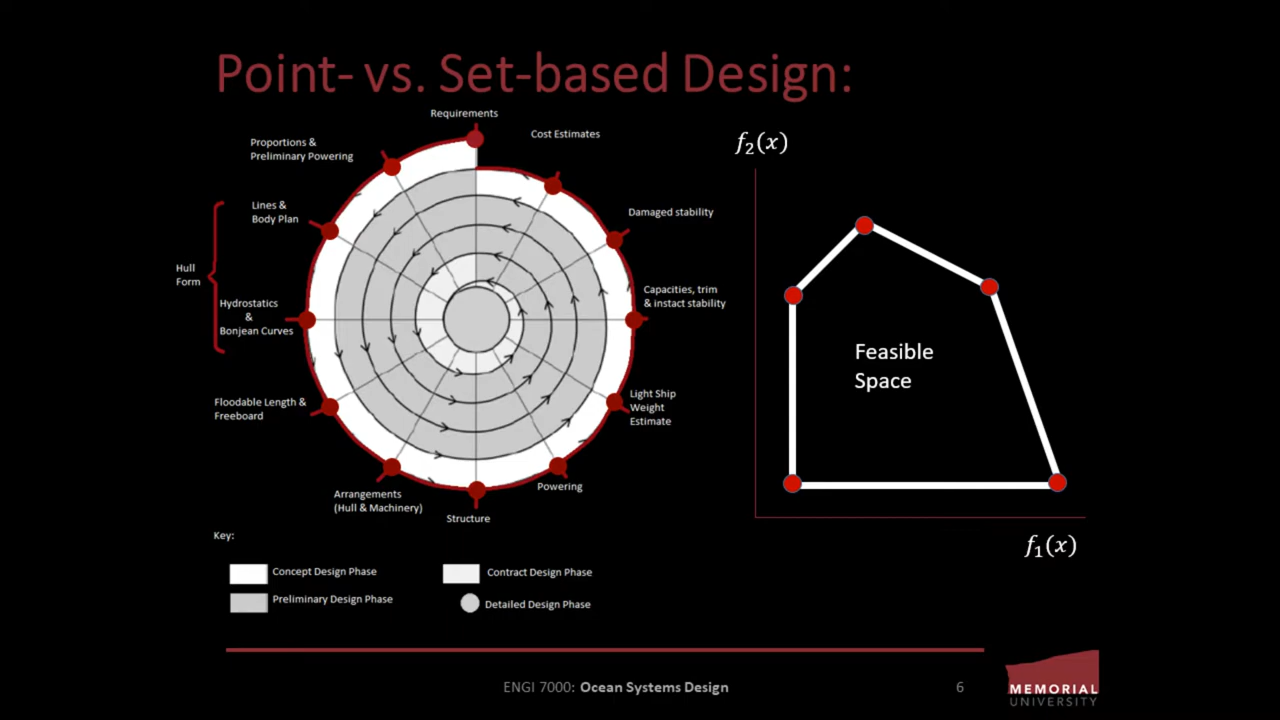 Point- vs. Set-based Design:
Requirements
Cost Estimates
Proportions &
Preliminary Powering
Lines &
Body Plan
Hull
Form
Hydrostatics
&
Bonjean Curves
Floodable Length &
Freeboard
Arrangements
(Hull & Machinery)
Structure
Powering
Light Ship
Weight
Estimate
Capacities, trim
& instact stability
Damaged stability
Key:
Concept Design Phase
Contract Design Phase
Preliminary Design Phase
Detailed Design Phase
f₂(x)
Feasible
Space
f₁(x)
ENGI 7000: Ocean Systems Design
6
MEMORIAL
UNIVERSITY